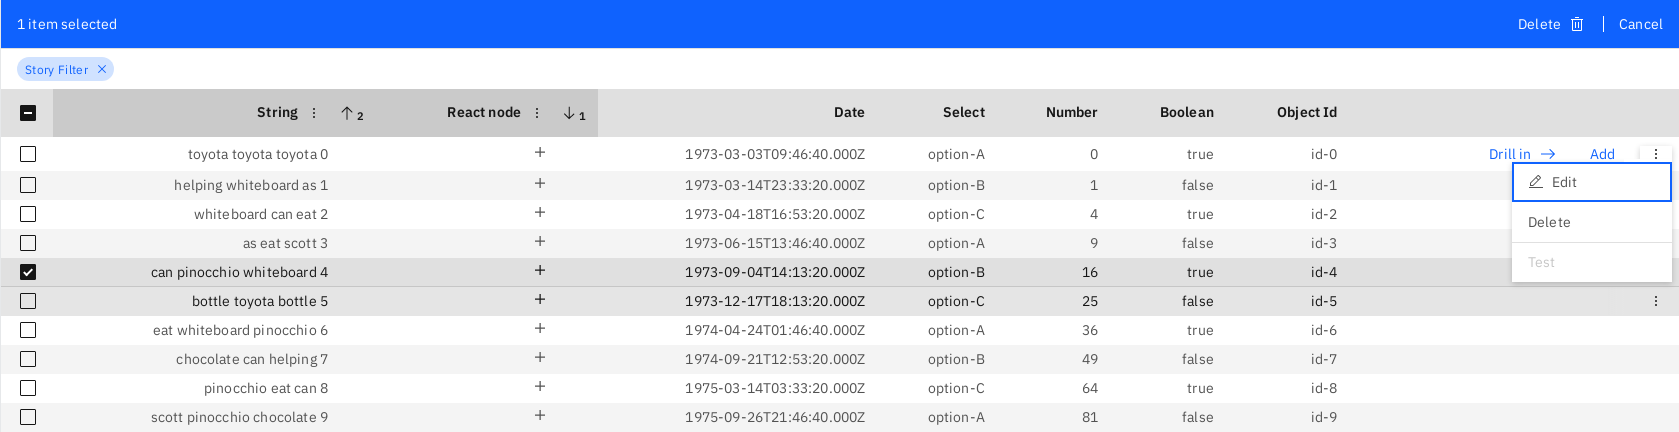 1 item selected Delete Cancel
Story Filter
String 2 React node 1 Date Select Number Boolean Object Id
toyota toyota toyota 0 + 1973-03-03T09:46:40.000Z option-A 0 true id-0 Drill in → Add
helping whiteboard as 1 + 1973-03-14T23:33:20.000Z option-B 1 false id-1 Edit
whiteboard can eat 2 + 1973-04-18T16:53:20.000Z option-C 4 true id-2 Delete
as eat scott 3 + 1973-06-15T13:46:40.000Z option-A 9 false id-3
can pinocchio whiteboard 4 + 1973-09-04T14:13:20.000Z option-B 16 true id-4 Test
bottle toyota bottle 5 + 1973-12-17T18:13:20.000Z option-C 25 false id-5
eat whiteboard pinocchio 6 + 1974-04-24T01:46:40.000Z option-A 36 true id-6
chocolate can helping 7 + 1974-09-21T12:53:20.000Z option-B 49 false id-7
pinocchio eat can 8 + 1975-03-14T03:33:20.000Z option-C 64 true id-8
scott pinocchio chocolate 9 + 1975-09-26T21:46:40.000Z option-A 81 false id-9